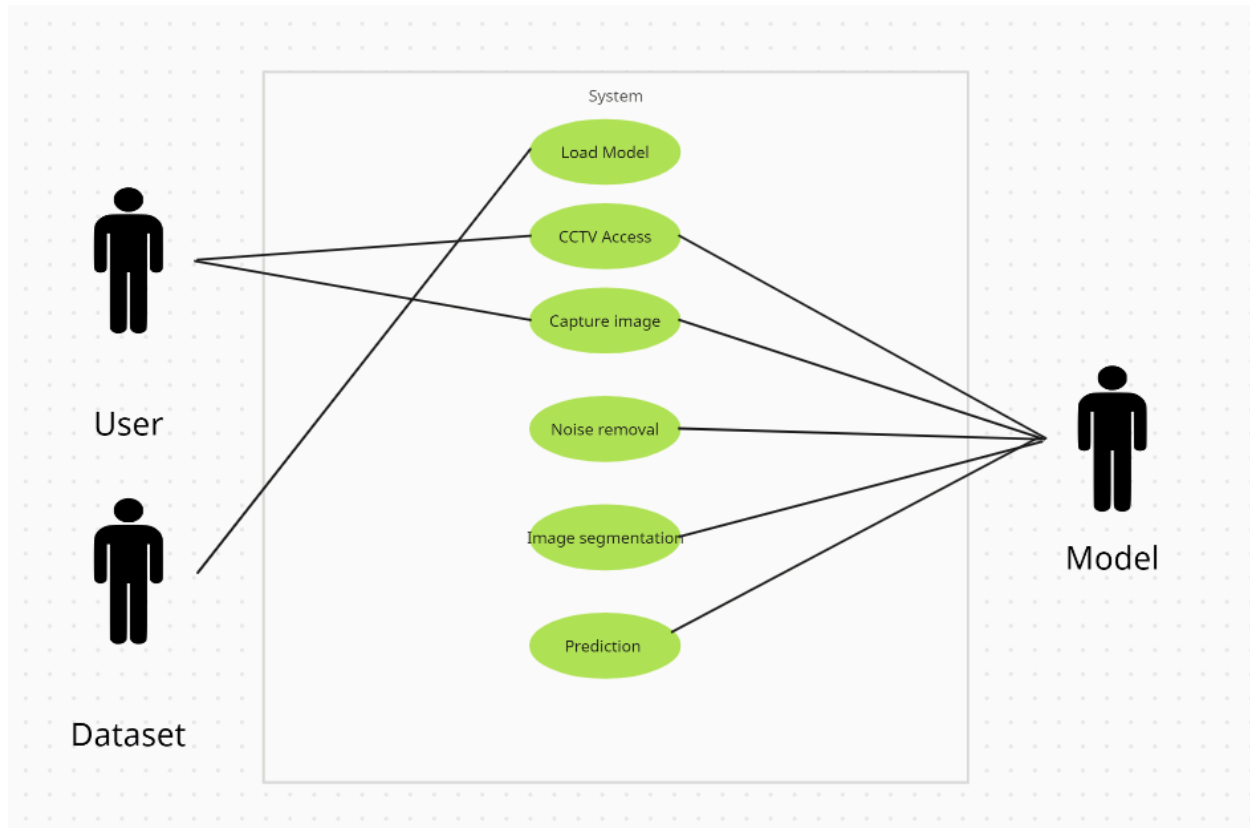 System
Load Model
CCTV Access
Capture image
Noise removal
Image segmentation
Prediction
User
Dataset
Model